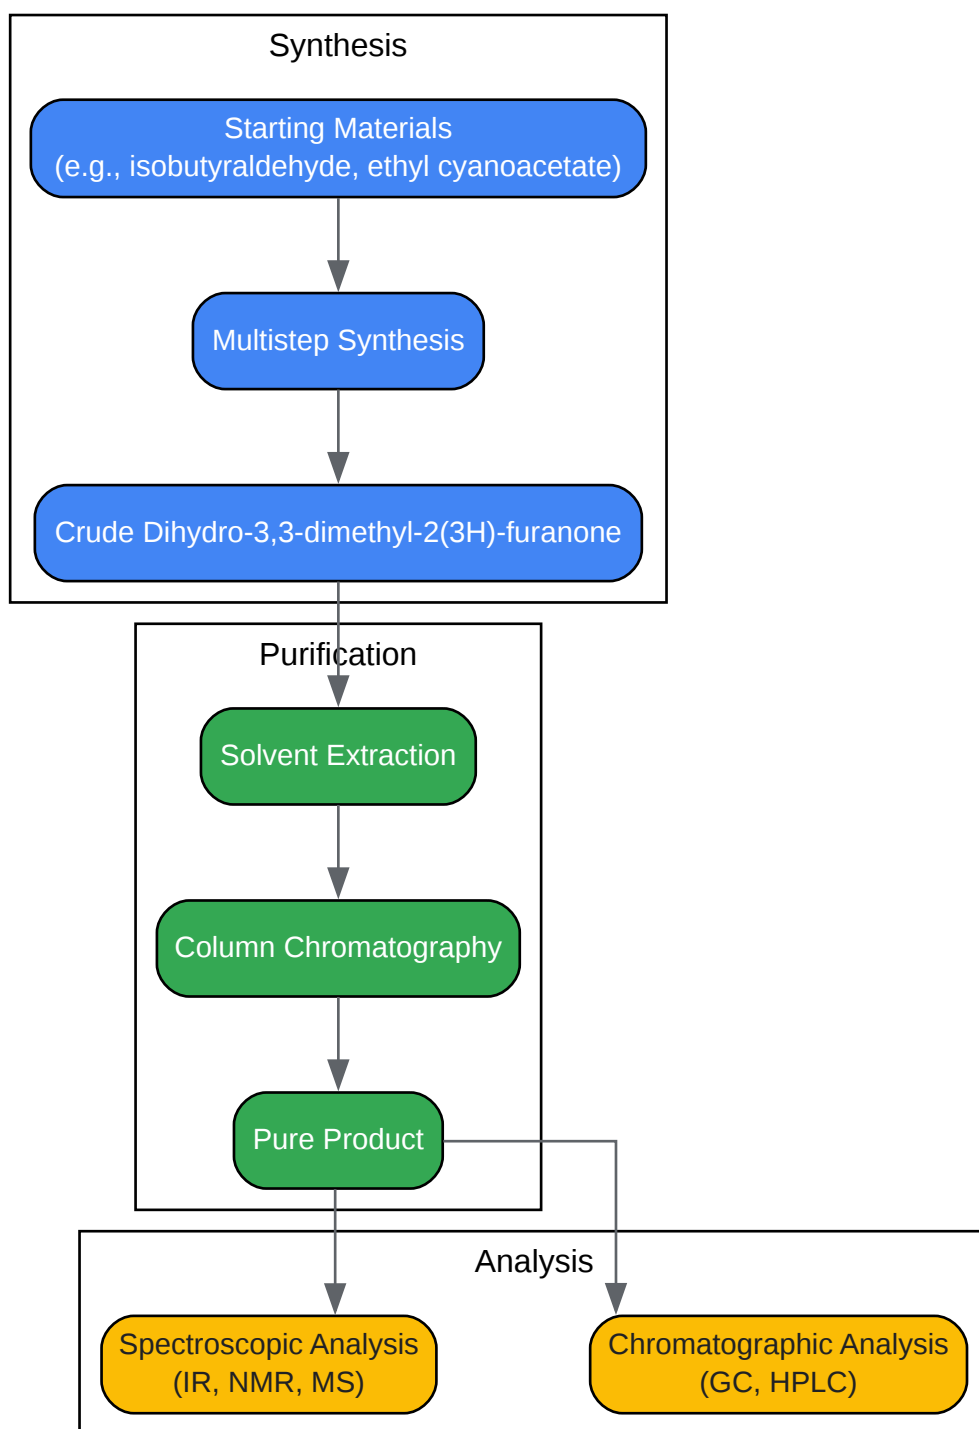 Synthesis
Starting Materials
(e.g., isobutyraldehyde, ethyl cyanoacetate)
Multistep Synthesis
Crude Dihydro-3,3-dimethyl-2(3H)-furanone
Purification
Solvent Extraction
Column Chromatography
Pure Product
Analysis
Spectroscopic Analysis
(IR, NMR, MS)
Chromatographic Analysis
(GC, HPLC)